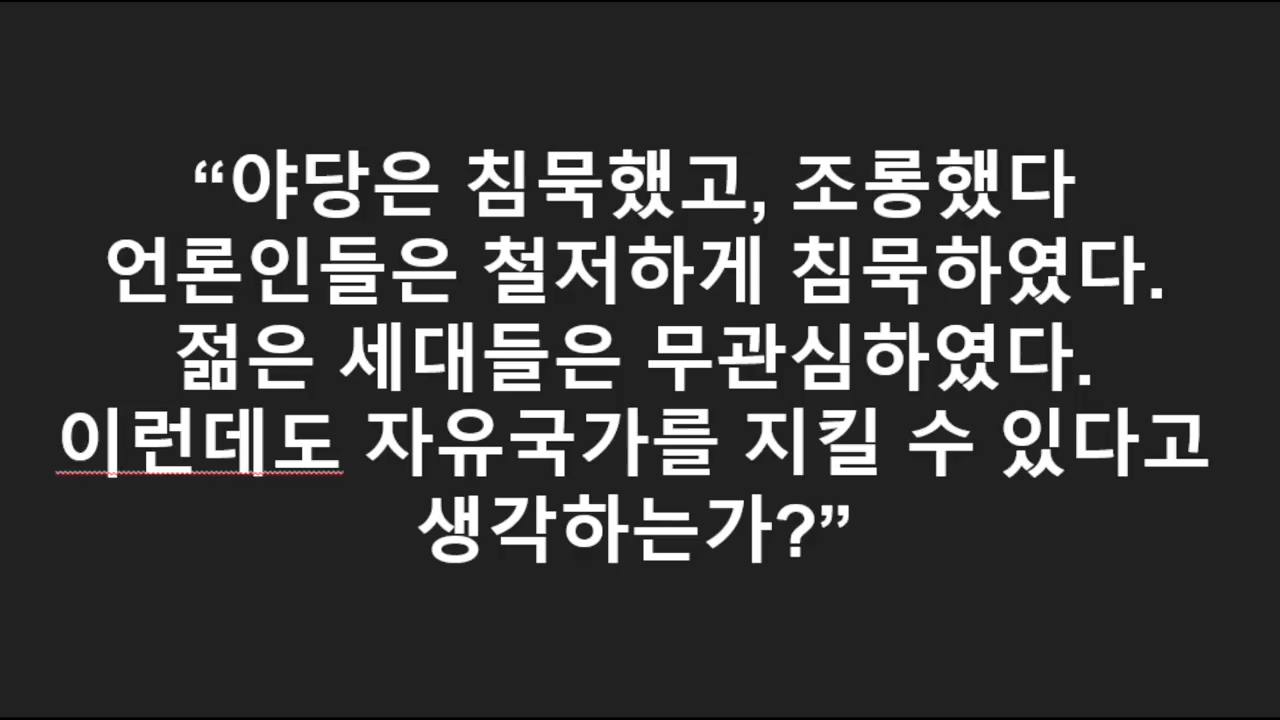 “야당은 침묵했고, 조롱했다
언론인들은 철저하게 침묵하였다.
젊은 세대들은 무관심하였다.
이런데도 자유국가를 지킬 수 있다고
생각하는가?”